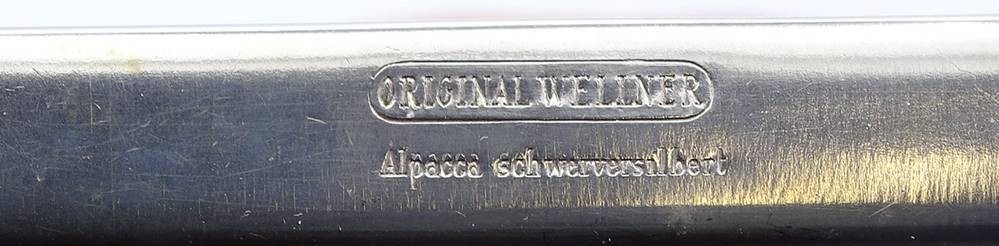 ORIGINAL WELLNER
Alpacca schwerversilbert